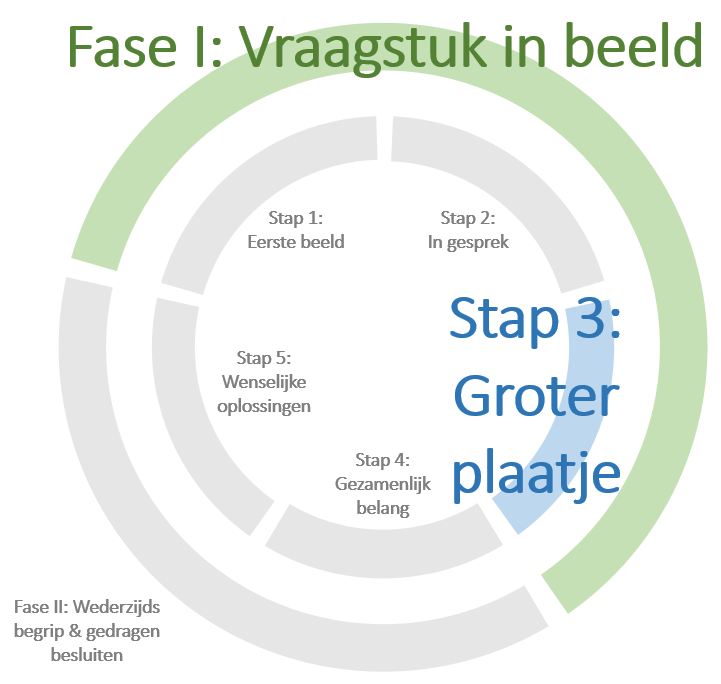 Fase I: Vraagstuk in beeld
Stap 1:
Eerste beeld
Stap 2:
In gesprek
Stap 3:
Groter
plaatje
Stap 4:
Gezamenlijk
belang
Stap 5:
Wenselijke
oplossingen
Fase II: Wederzijds
begrip & gedragen
besluiten